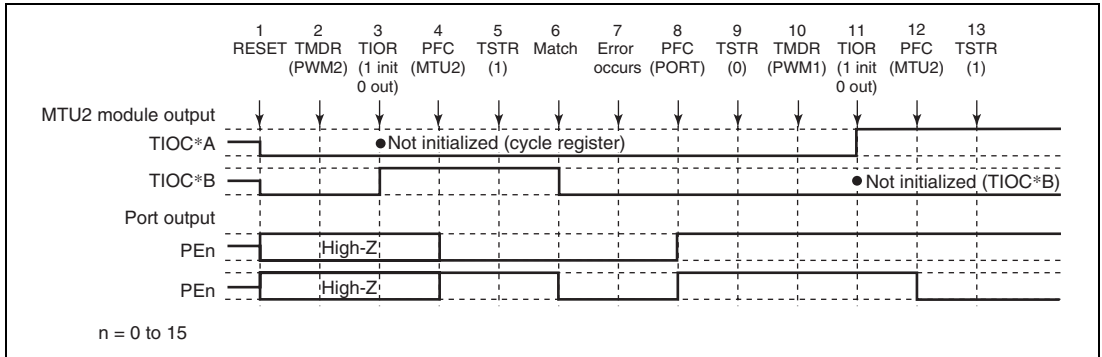 1 2 3 4 5 6 7 8 9 10 11 12 13
RESET TMDR TIOR PFC TSTR Match Error PFC TSTR TMDR TIOR PFC TSTR
(PWM2) (1 init (MTU2) (1) occurs (PORT) (0) (PWM1) (1 init (MTU2) (1)
0 out) 0 out)
MTU2 module output
TIOC*A ●Not initialized (cycle register)
TIOC*B ●Not initialized (TIOC*B)
Port output
PEn High-Z
PEn High-Z
n = 0 to 15